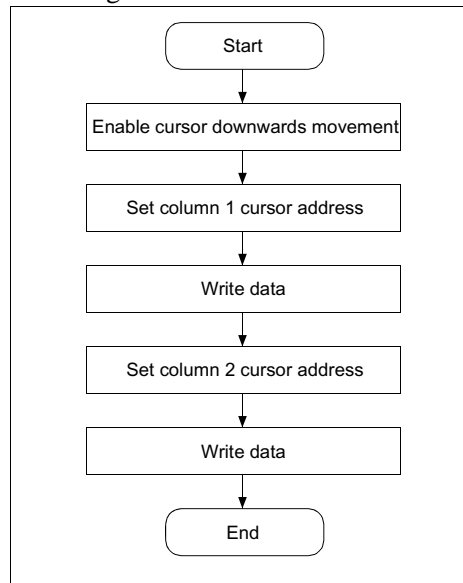 Start
Enable cursor downwards movement
Set column 1 cursor address
Write data
Set column 2 cursor address
Write data
End